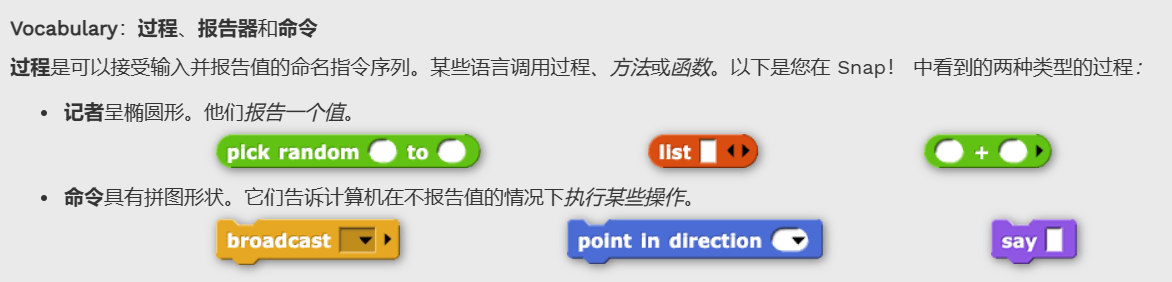 Vocabulary：过程、报告器和命令
过程是可以接受输入并报告值的命名指令序列。某些语言调用过程、方法或函数。以下是您在 Snap！ 中看到的两种类型的过程：
• 记者呈椭圆形。他们报告一个值。
pick random to list +
• 命令具有拼图形状。它们告诉计算机在不报告值的情况下执行某些操作。
broadcast point in direction say